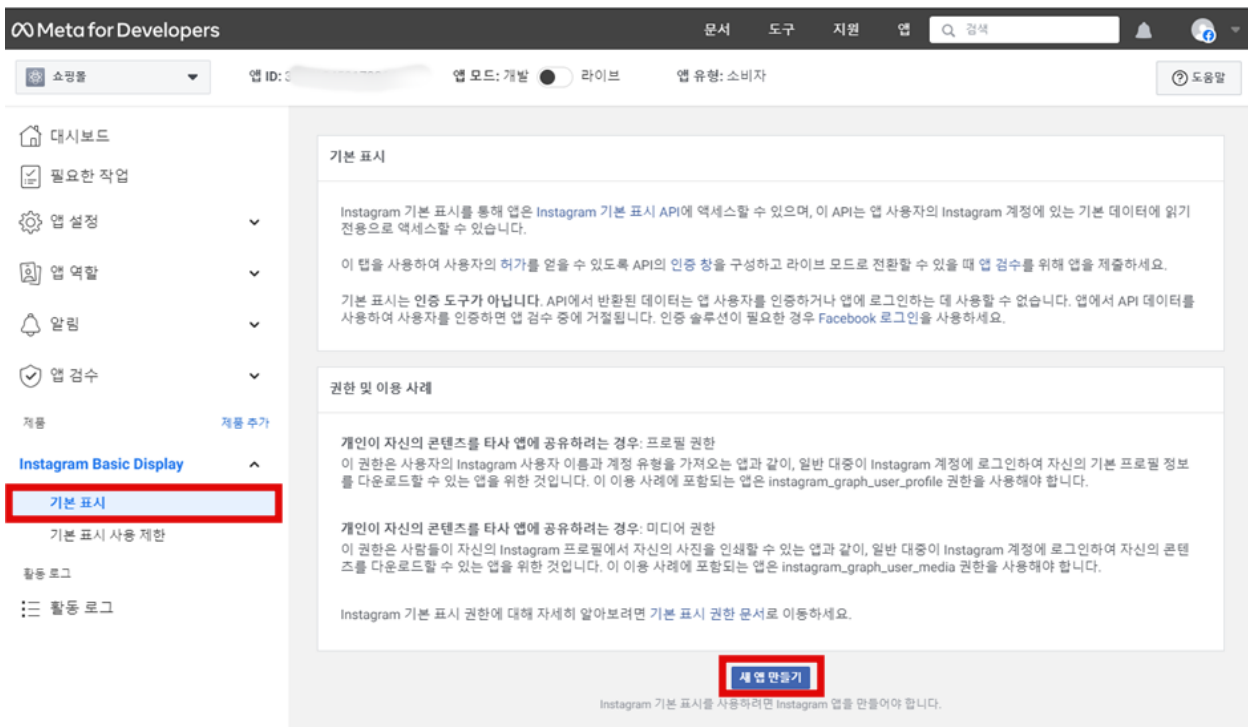 Meta for Developers
문서 도구 지원 앱 검색
쇼핑몰 앱 ID: 앱 모드: 개발 라이브 앱 유형: 소비자 도움말
대시보드
필요한 작업
앱 설정
앱 역할
알림
앱 검수
제품 제품 추가
Instagram Basic Display
기본 표시
기본 표시 사용 제한
활동 로그
활동 로그
기본 표시
Instagram 기본 표시를 통해 앱은 Instagram 기본 표시 API에 액세스할 수 있으며, 이 API는 앱 사용자의 Instagram 계정에 있는 기본 데이터에 읽기
전용으로 액세스할 수 있습니다.
이 탭을 사용하여 사용자의 허가를 얻을 수 있도록 API의 인증 창을 구성하고 라이브 모드로 전환할 수 있을 때 앱 검수를 위해 앱을 제출하세요.
기본 표시는 인증 도구가 아닙니다. API에서 반환된 데이터는 앱 사용자를 인증하거나 앱에 로그인하는 데 사용할 수 없습니다. 앱에서 API 데이터를
사용하여 사용자를 인증하면 앱 검수 중에 거절됩니다. 인증 솔루션이 필요한 경우 Facebook 로그인을 사용하세요.
권한 및 이용 사례
개인이 자신의 콘텐츠를 타사 앱에 공유하려는 경우: 프로필 권한
이 권한은 사용자의 Instagram 사용자 이름과 계정 유형을 가져오는 앱과 같이, 일반 대중이 Instagram 계정에 로그인하여 자신의 기본 프로필 정보
를 다운로드할 수 있는 앱을 위한 것입니다. 이 이용 사례에 포함되는 앱은 instagram_graph_user_profile 권한을 사용해야 합니다.
개인이 자신의 콘텐츠를 타사 앱에 공유하려는 경우: 미디어 권한
이 권한은 사람들이 자신의 Instagram 프로필에서 자신의 사진을 인쇄할 수 있는 앱과 같이, 일반 대중이 Instagram 계정에 로그인하여 자신의 콘텐
츠를 다운로드할 수 있는 앱을 위한 것입니다. 이 이용 사례에 포함되는 앱은 instagram_graph_user_media 권한을 사용해야 합니다.
Instagram 기본 표시 권한에 대해 자세히 알아보려면 기본 표시 권한 문서로 이동하세요.
새 앱 만들기
Instagram 기본 표시를 사용하려면 Instagram 앱을 만들어야 합니다.